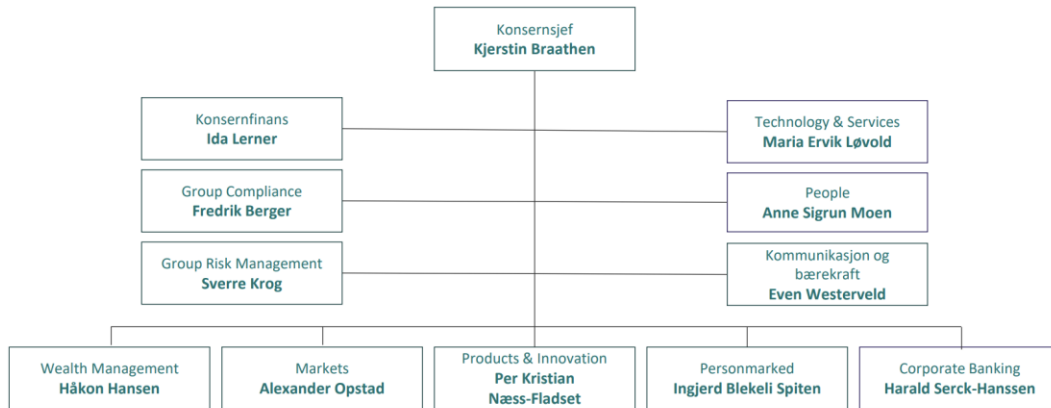 Konsernsjef
Kjerstin Braathen
Konsernfinans
Ida Lerner
Technology & Services
Maria Ervik Løvold
Group Compliance
Fredrik Berger
People
Anne Sigrun Moen
Group Risk Management
Sverre Krog
Kommunikasjon og
bærekraft
Even Westerveld
Wealth Management
Håkon Hansen
Markets
Alexander Opstad
Products & Innovation
Per Kristian
Næss-Fladset
Personmarked
Ingjerd Blekeli Spiten
Corporate Banking
Harald Serck-Hanssen